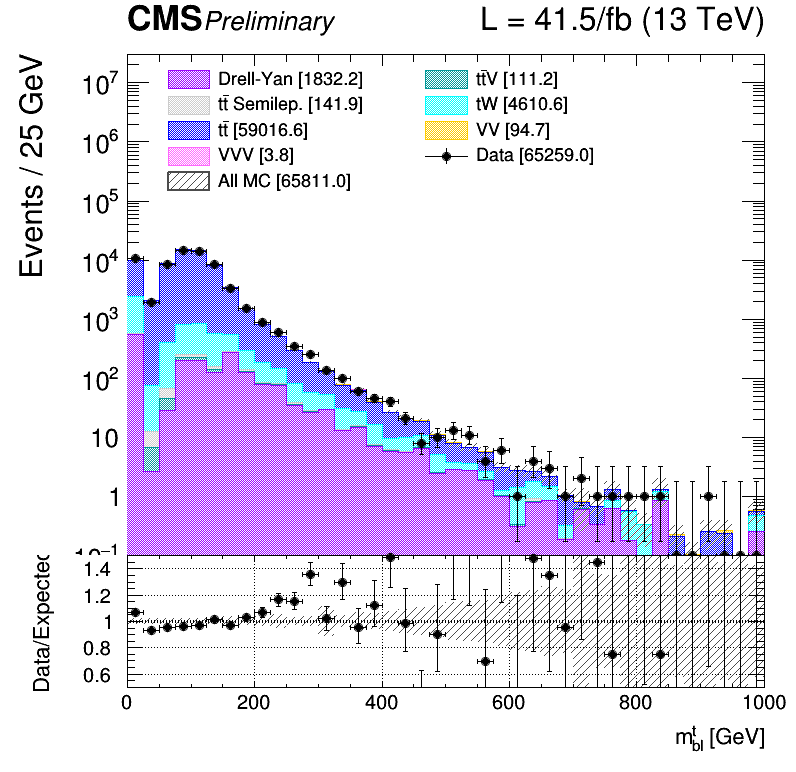 CMS Preliminary L = 41.5/fb (13 TeV)
Events / 25 GeV
10⁷
10⁶
10⁵
10⁴
10³
10²
10
1
10⁻¹
Drell-Yan [1832.2]
tt̄ Semilep. [141.9]
tt̄ [59016.6]
VVV [3.8]
All MC [65811.0]
tt̄V [111.2]
tW [4610.6]
VV [94.7]
Data [65259.0]
Data/Expected
1.4
1.2
1
0.8
0.6
0 200 400 600 800 1000
mᵗbl [GeV]